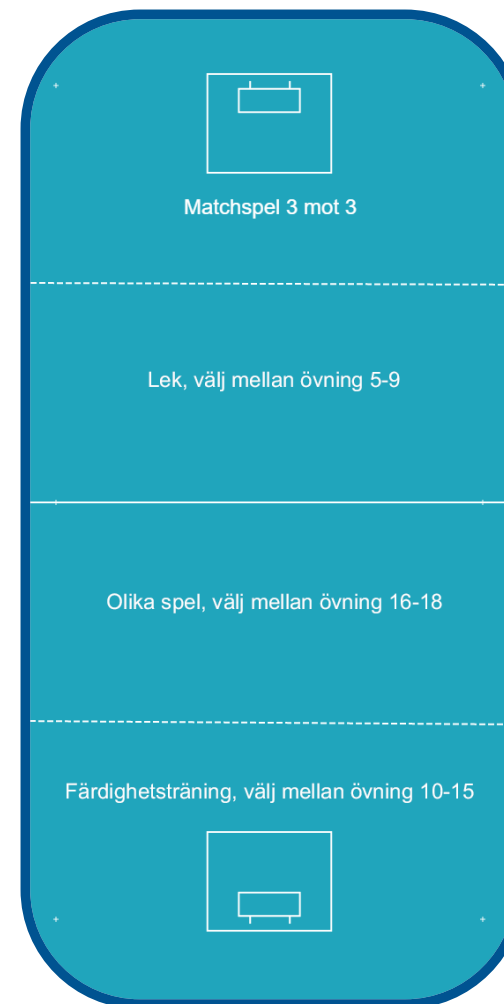 Matchspel 3 mot 3
Lek, välj mellan övning 5-9
Olika spel, välj mellan övning 16-18
Färdighetsträning, välj mellan övning 10-15